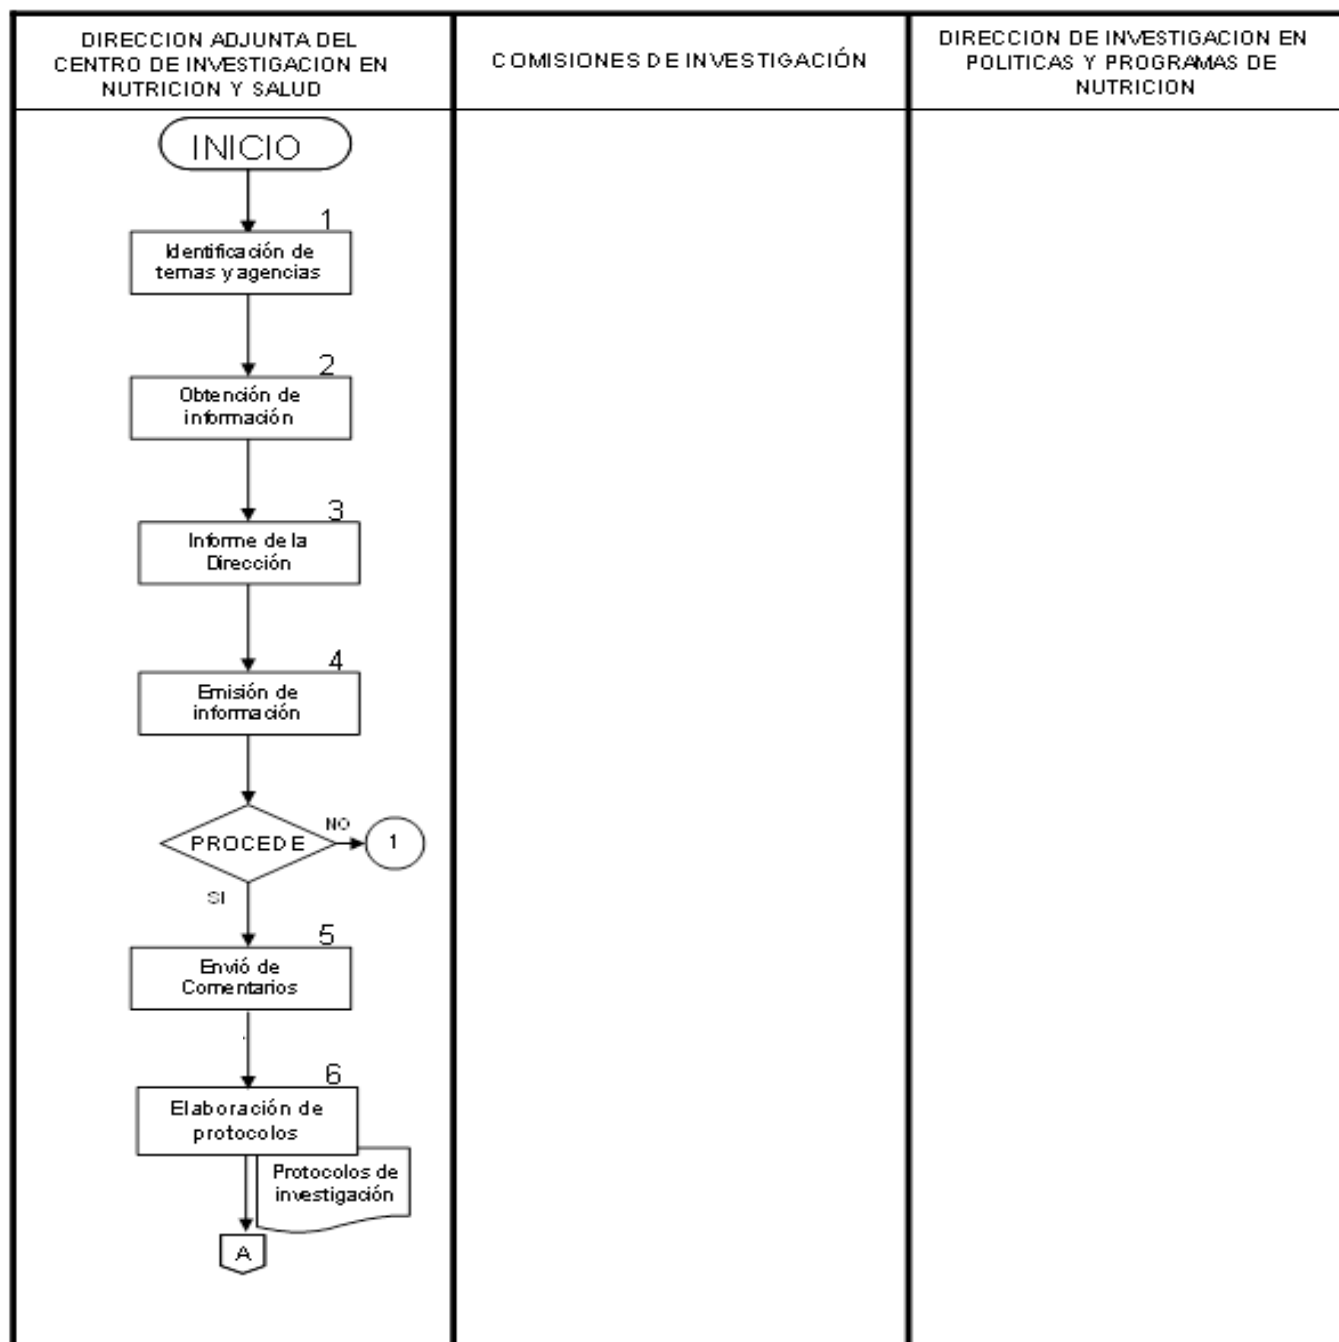 DIRECCION ADJUNTA DEL
CENTRO DE INVESTIGACION EN
NUTRICION Y SALUD
COMISIONES DE INVESTIGACIÓN
DIRECCION DE INVESTIGACION EN
POLITICAS Y PROGRAMAS DE
NUTRICION
INICIO
1
Identificación de
temas y agencias
2
Obtención de
información
3
Informe de la
Dirección
4
Emisión de
información
PROCEDE
NO
1
SI
5
Envió de
Comentarios
6
Elaboración de
protocolos
Protocolos de
investigación
A